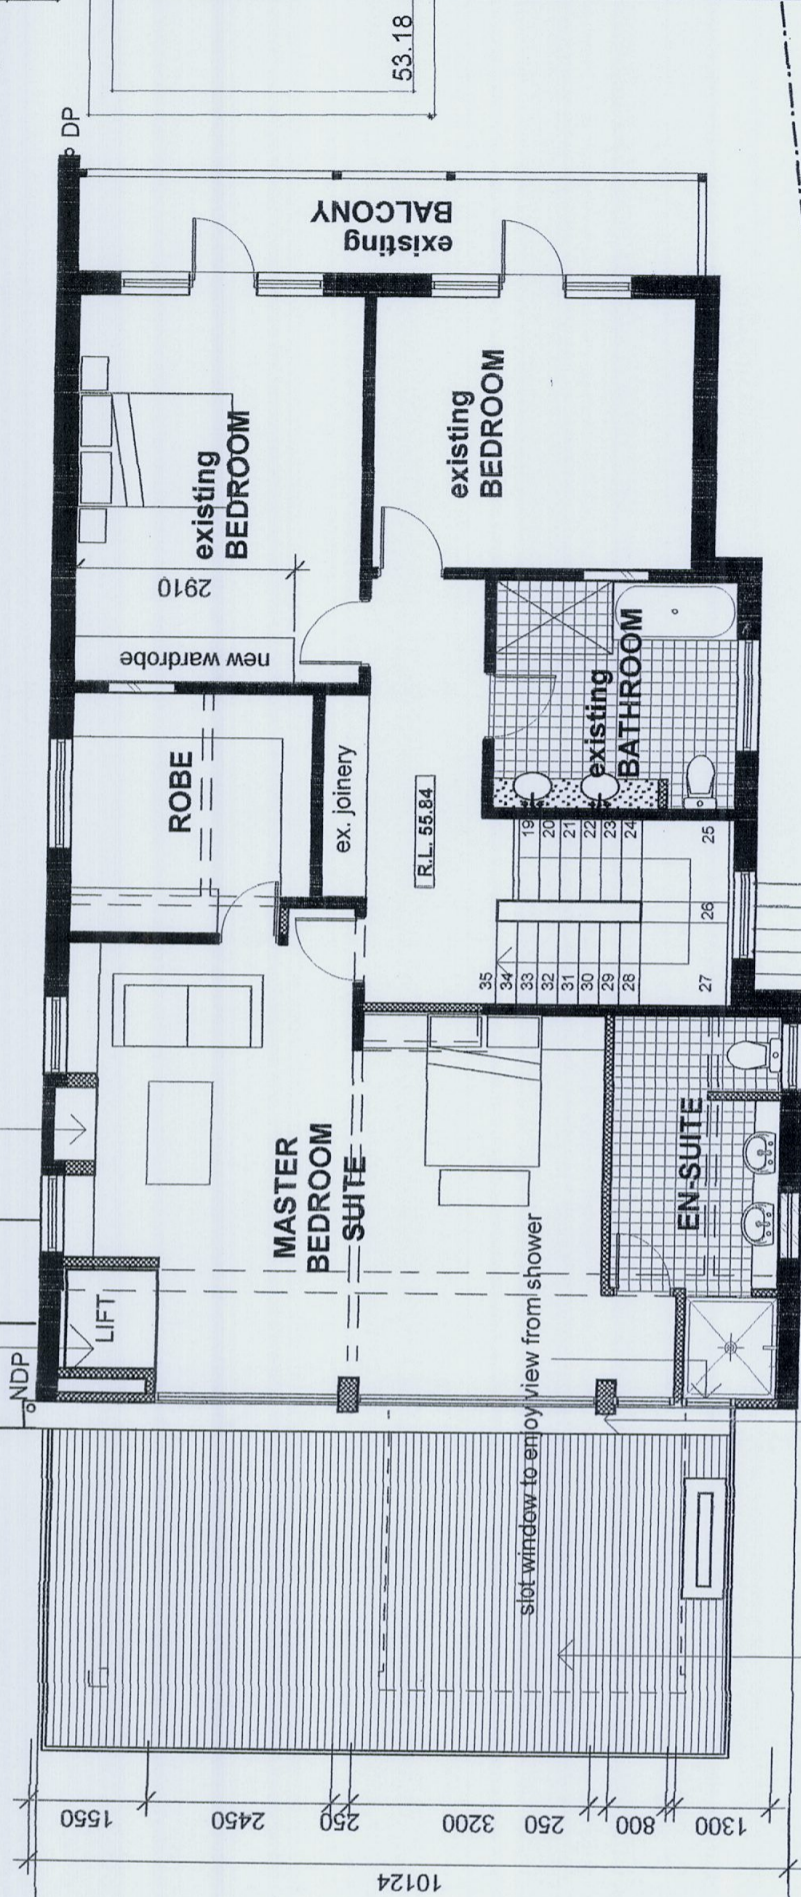 53.18
DP
existing
BALCONY
existing
BEDROOM
existing
BEDROOM
2910
new wardrobe
existing
BATHROOM
ROBE
ex. joinery
R.L. 55.84
19
20
21
22
23
24
25
26
27
28
29
30
31
32
33
34
35
MASTER
BEDROOM
SUITE
EN-SUITE
LIFT
NDP
slot window to enjoy view from shower
1550
2450
250
3200
250
800
1300
10124